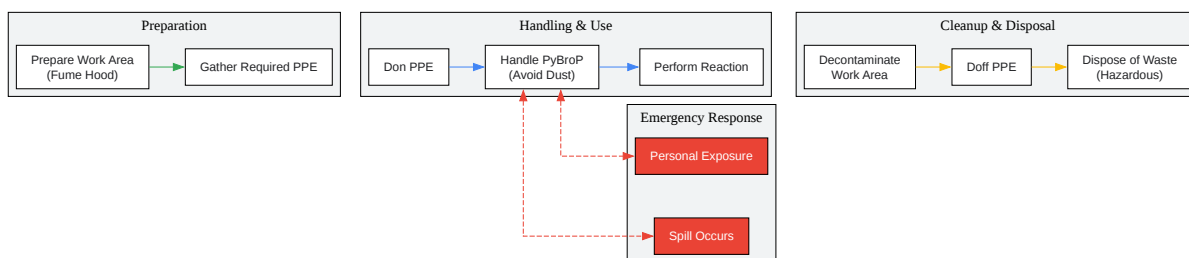 Preparation
Prepare Work Area
(Fume Hood)
Gather Required PPE
Handling & Use
Don PPE
Handle PyBroP
(Avoid Dust)
Perform Reaction
Cleanup & Disposal
Decontaminate
Work Area
Doff PPE
Dispose of Waste
(Hazardous)
Emergency Response
Personal Exposure
Spill Occurs